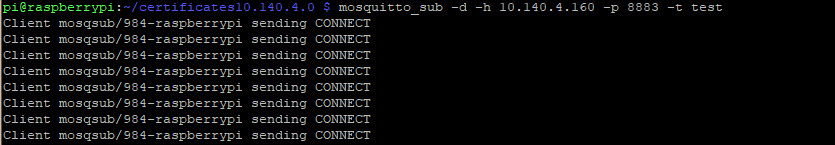 pi@raspberrypi:~/certificates10.140.4.0 $ mosquitto_sub -d -h 10.140.4.160 -p 8883 -t test
Client mosqsub/984-raspberrypi sending CONNECT
Client mosqsub/984-raspberrypi sending CONNECT
Client mosqsub/984-raspberrypi sending CONNECT
Client mosqsub/984-raspberrypi sending CONNECT
Client mosqsub/984-raspberrypi sending CONNECT
Client mosqsub/984-raspberrypi sending CONNECT
Client mosqsub/984-raspberrypi sending CONNECT
Client mosqsub/984-raspberrypi sending CONNECT